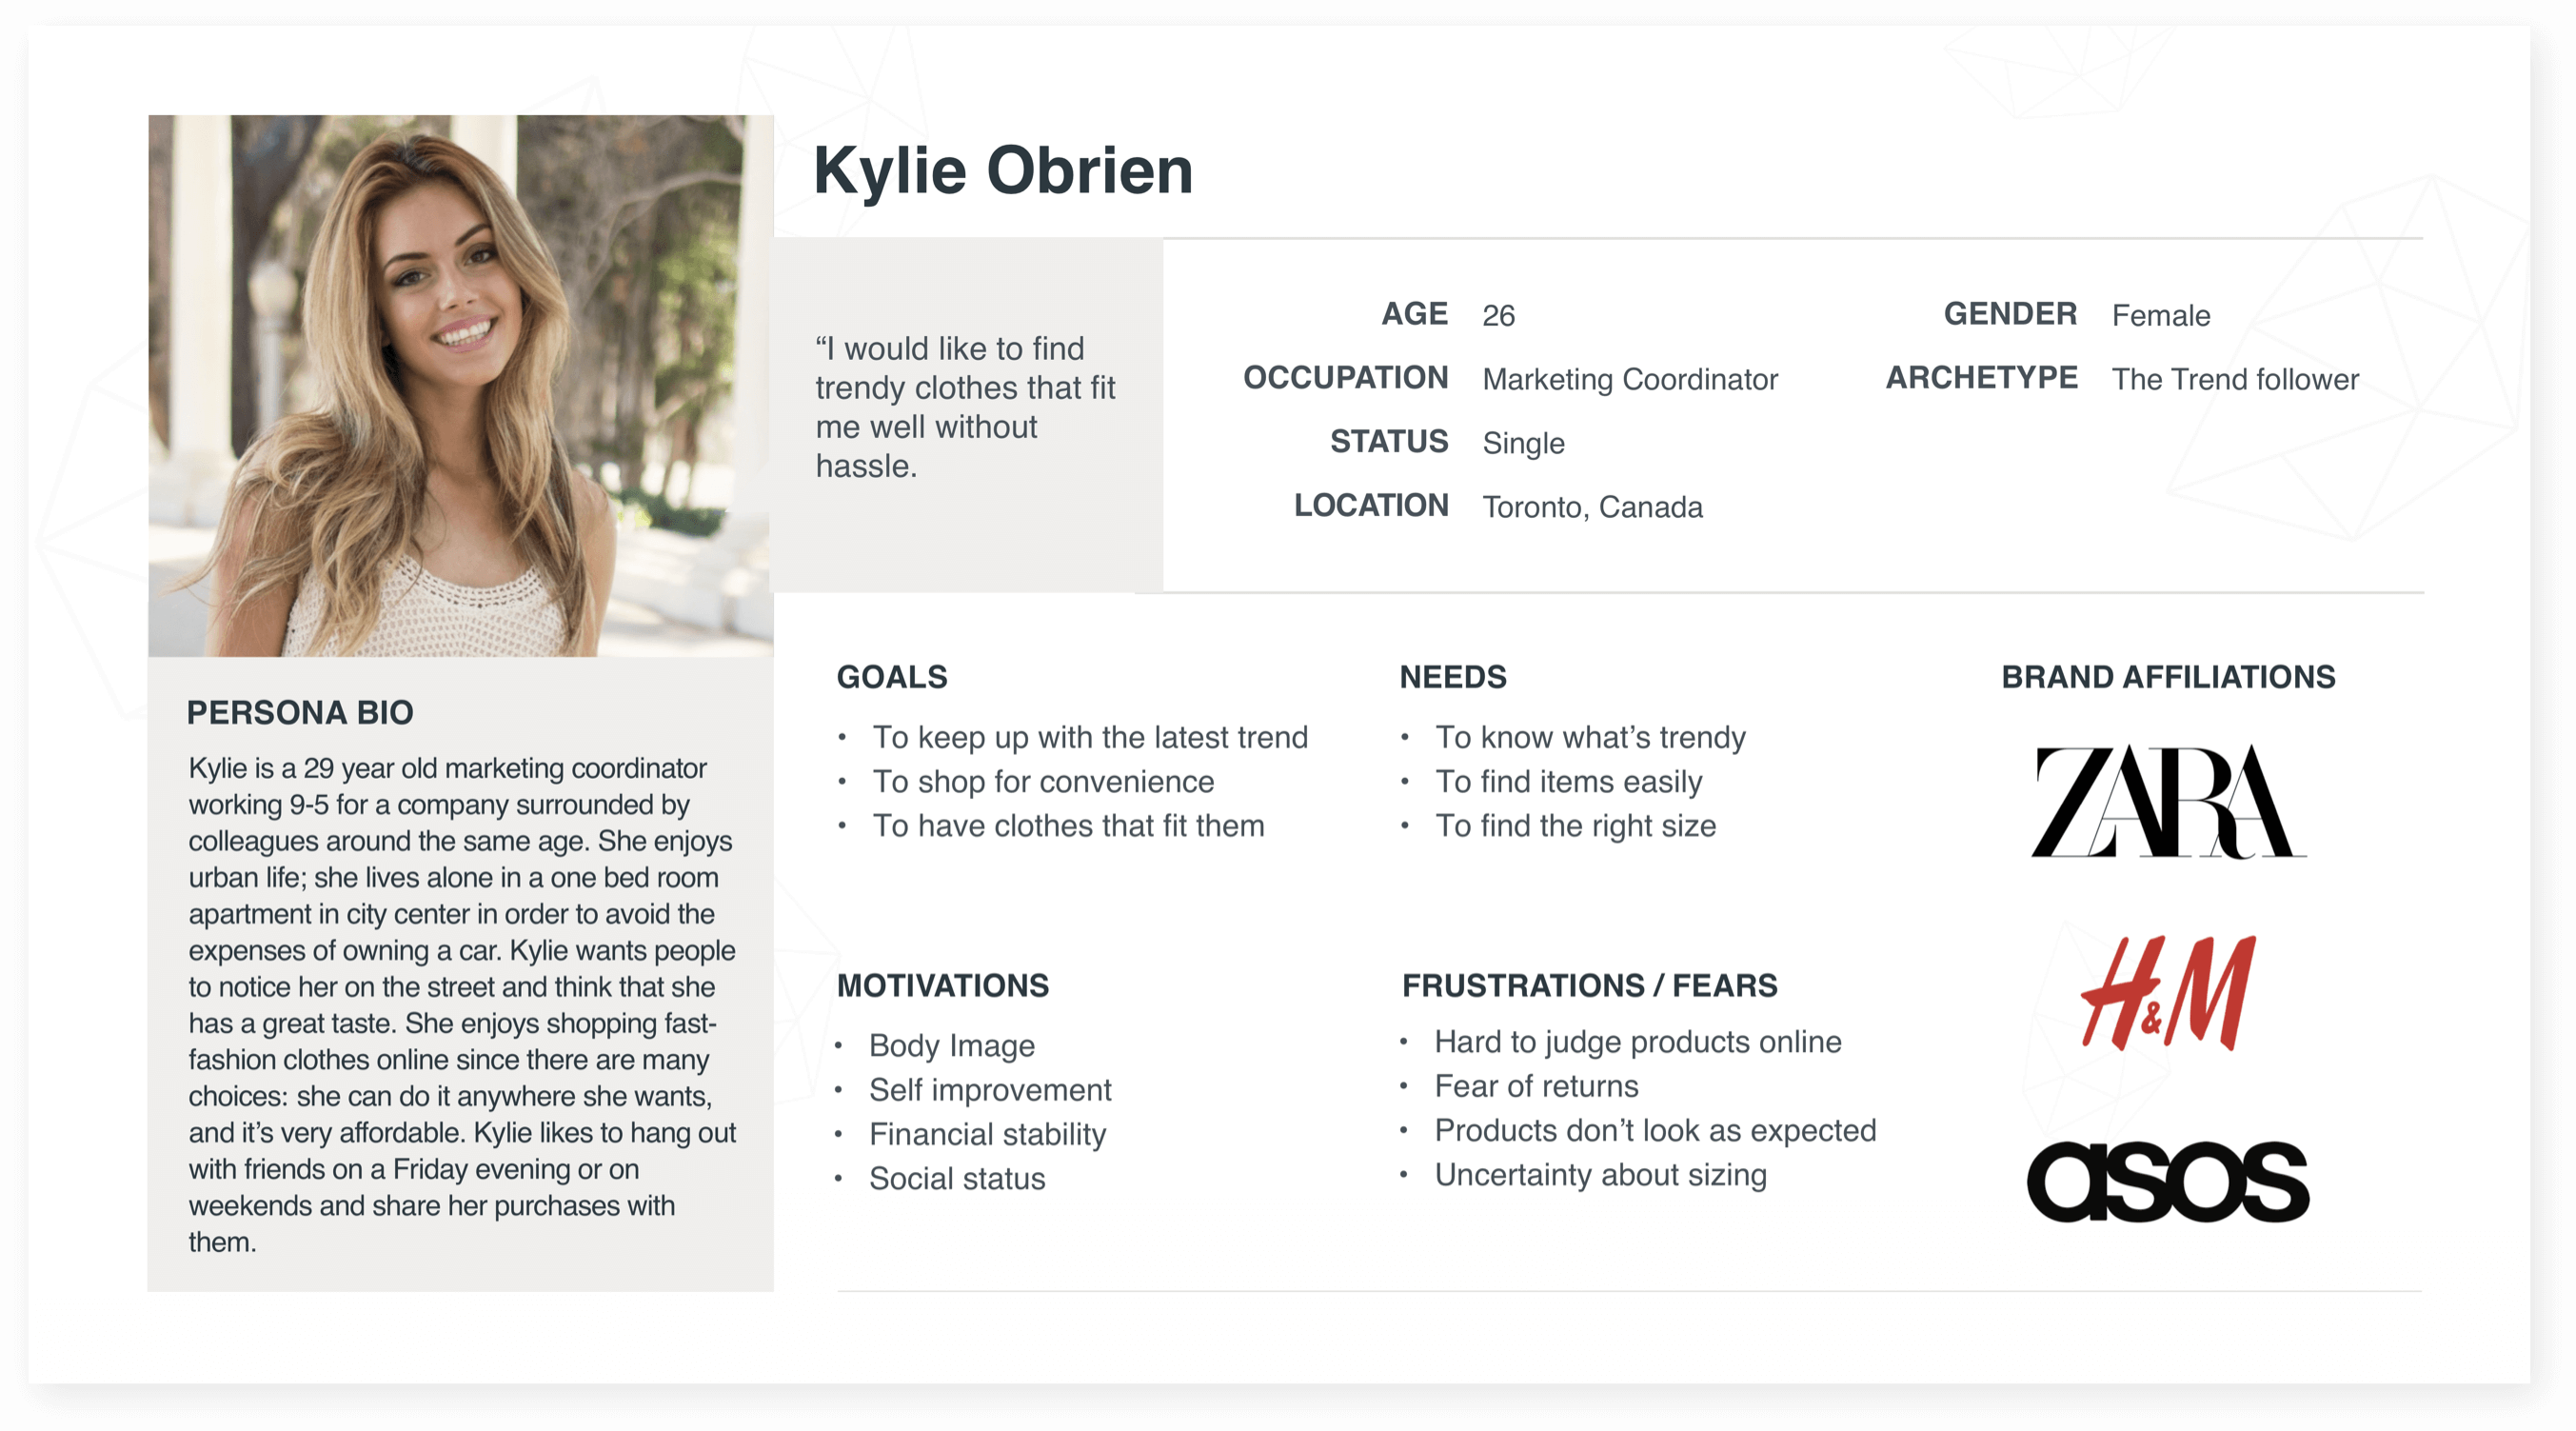 Kylie Obrien
“I would like to find
trendy clothes that fit
me well without
hassle.
AGE 26
OCCUPATION Marketing Coordinator
STATUS Single
LOCATION Toronto, Canada
GENDER Female
ARCHETYPE The Trend follower
PERSONA BIO
Kylie is a 29 year old marketing coordinator
working 9-5 for a company surrounded by
colleagues around the same age. She enjoys
urban life; she lives alone in a one bed room
apartment in city center in order to avoid the
expenses of owning a car. Kylie wants people
to notice her on the street and think that she
has a great taste. She enjoys shopping fast-
fashion clothes online since there are many
choices: she can do it anywhere she wants,
and it’s very affordable. Kylie likes to hang out
with friends on a Friday evening or on
weekends and share her purchases with
them.
GOALS
• To keep up with the latest trend
• To shop for convenience
• To have clothes that fit them
NEEDS
• To know what’s trendy
• To find items easily
• To find the right size
MOTIVATIONS
• Body Image
• Self improvement
• Financial stability
• Social status
FRUSTRATIONS / FEARS
• Hard to judge products online
• Fear of returns
• Products don’t look as expected
• Uncertainty about sizing
BRAND AFFILIATIONS
ZARA
H&M
asos